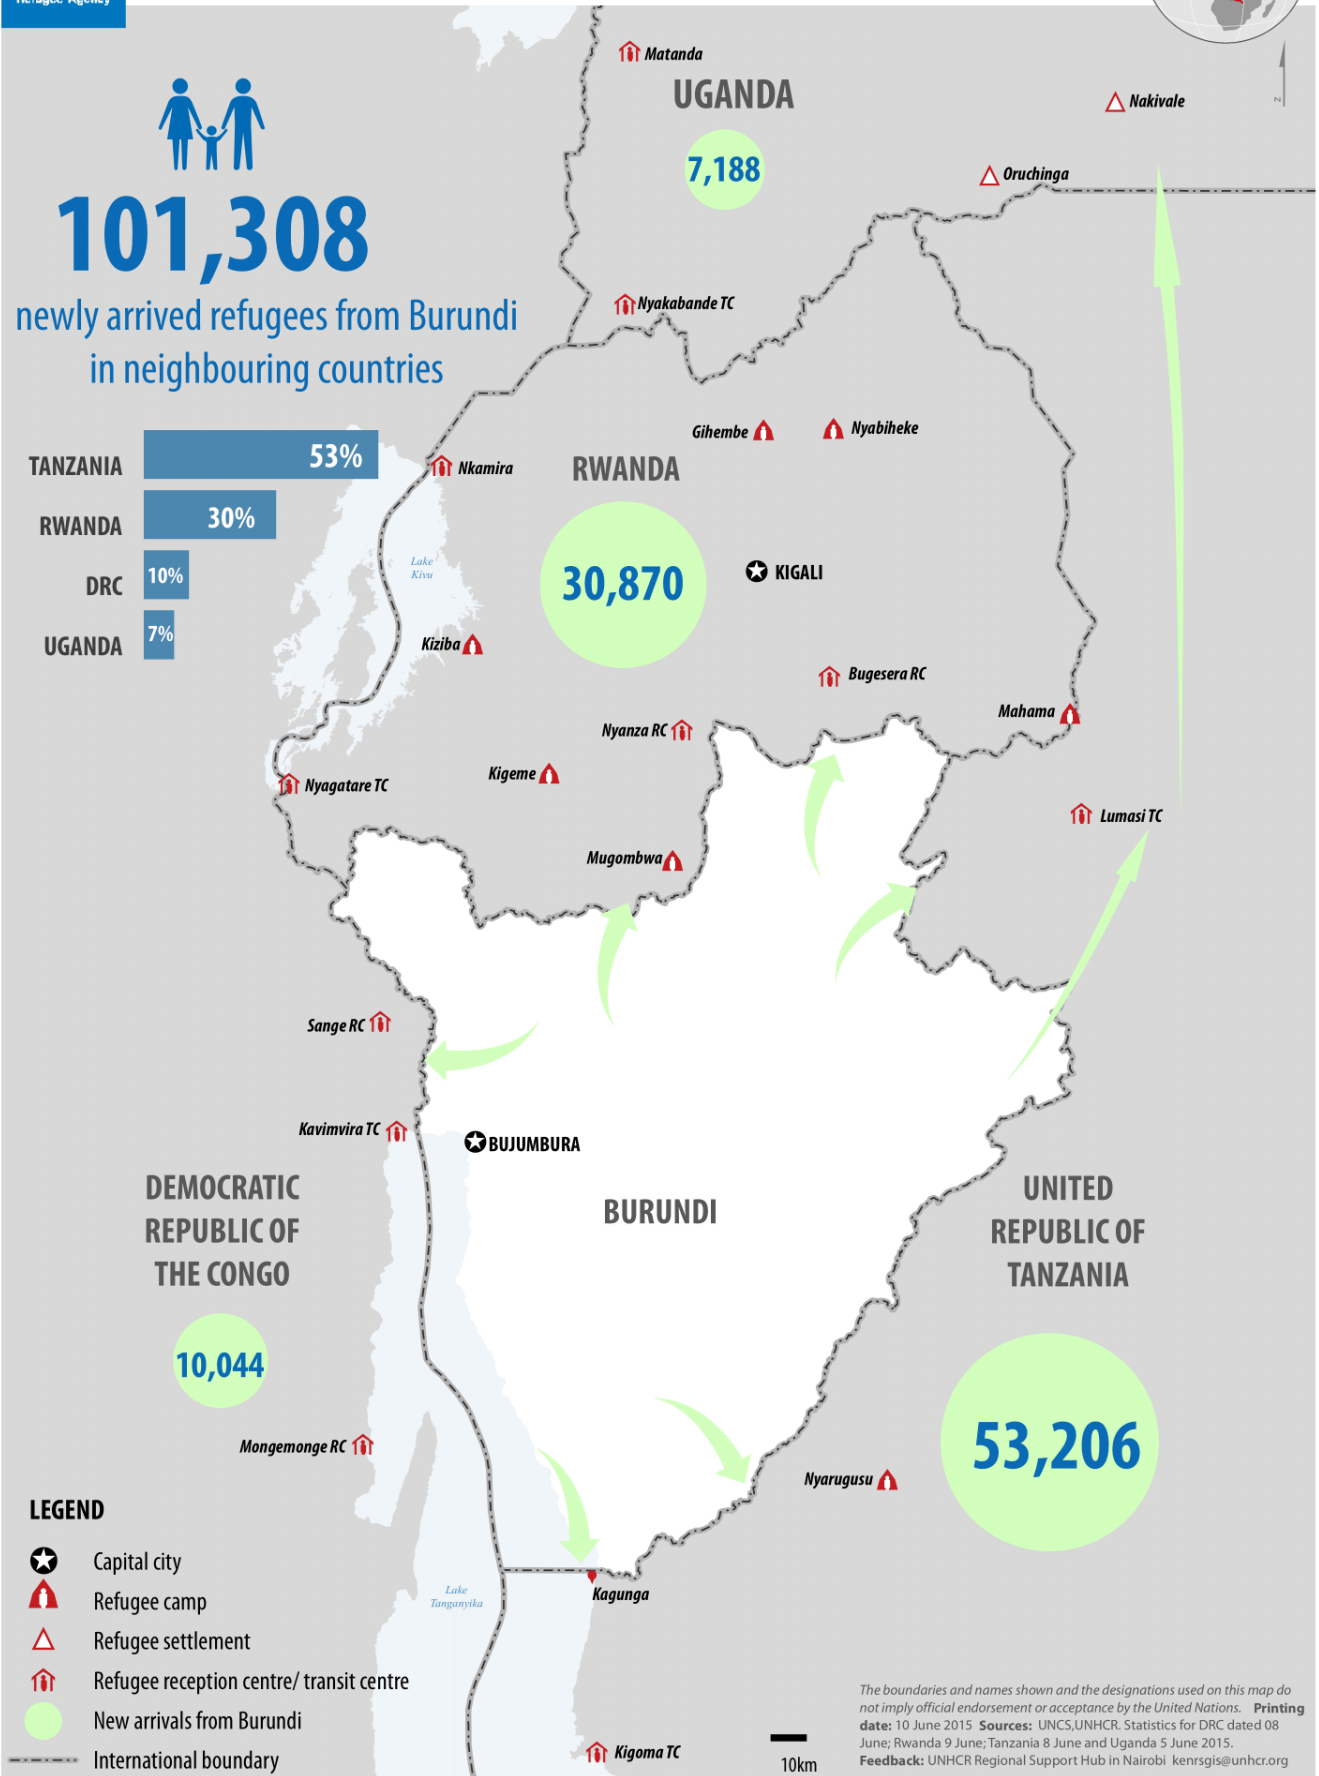 Refugee Agency
Matanda
UGANDA
7,188
Nakivale
N
Oruchinga
101,308
newly arrived refugees from Burundi
in neighbouring countries
Nyakabande TC
TANZANIA 53%
RWANDA 30%
DRC 10%
UGANDA 7%
Gihembe
Nyabiheke
Nkamira
RWANDA
30,870
Lake
Kivu
KIGALI
Kiziba
Bugesera RC
Mahama
Nyanza RC
Kigeme
Nyagatare TC
Lumasi TC
Mugombwa
Sange RC
Kavimvira TC
BUJUMBURA
DEMOCRATIC
REPUBLIC OF
THE CONGO
10,044
BURUNDI
UNITED
REPUBLIC OF
TANZANIA
53,206
Mongemonge RC
Nyarugusu
Kagunga
Lake
Tanganyika
Kigoma TC
LEGEND
Capital city
Refugee camp
Refugee settlement
Refugee reception centre/ transit centre
New arrivals from Burundi
International boundary
10km
The boundaries and names shown and the designations used on this map do
not imply official endorsement or acceptance by the United Nations. Printing
date: 10 June 2015 Sources: UNCS,UNHCR. Statistics for DRC dated 08
June; Rwanda 9 June; Tanzania 8 June and Uganda 5 June 2015.
Feedback: UNHCR Regional Support Hub in Nairobi kenrsgis@unhcr.org